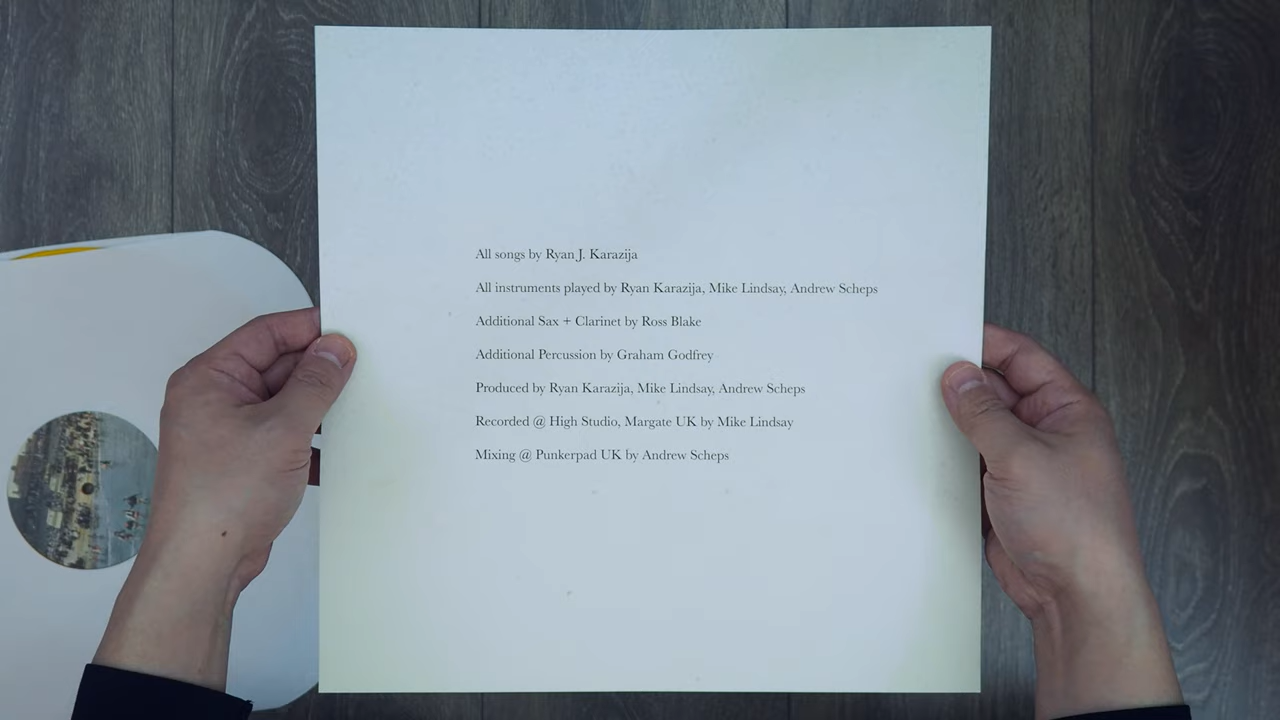 All songs by Ryan J. Karazija
All instruments played by Ryan Karazija, Mike Lindsay, Andrew Scheps
Additional Sax + Clarinet by Ross Blake
Additional Percussion by Graham Godfrey
Produced by Ryan Karazija, Mike Lindsay, Andrew Scheps
Recorded @ High Studio, Margate UK by Mike Lindsay
Mixing @ Punkerpad UK by Andrew Scheps